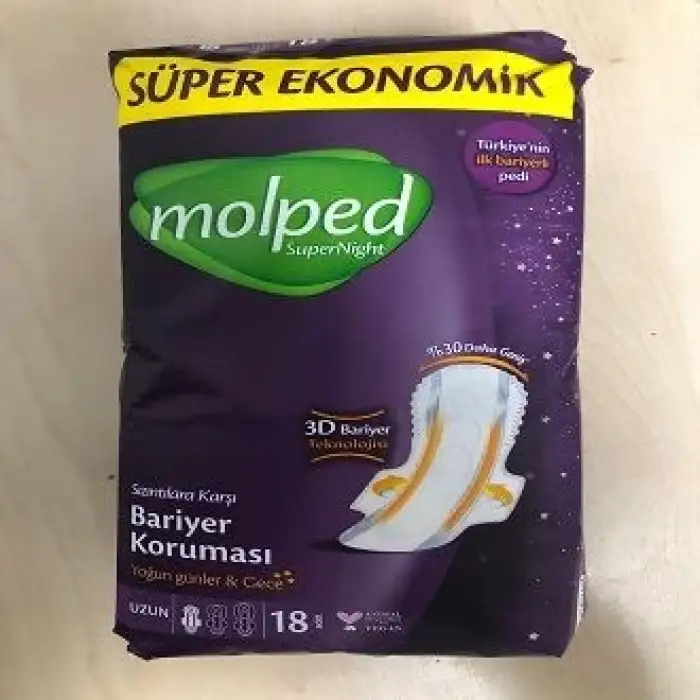 SÜPER EKONOMİK
Türkiye'nin
ilk bariyerli
pedi
molped
SuperNight
%30 Daha Geniş
3D Bariyer
Teknolojisi
Sızıntılara Karşı
Bariyer
Koruması
Yoğun günler & Gece
UZUN
18
VEGAN